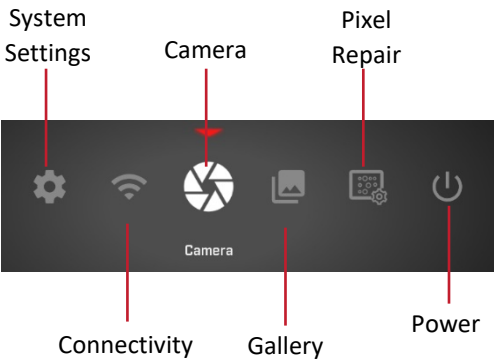 System
Settings
Camera
Pixel
Repair
Camera
Connectivity
Gallery
Power